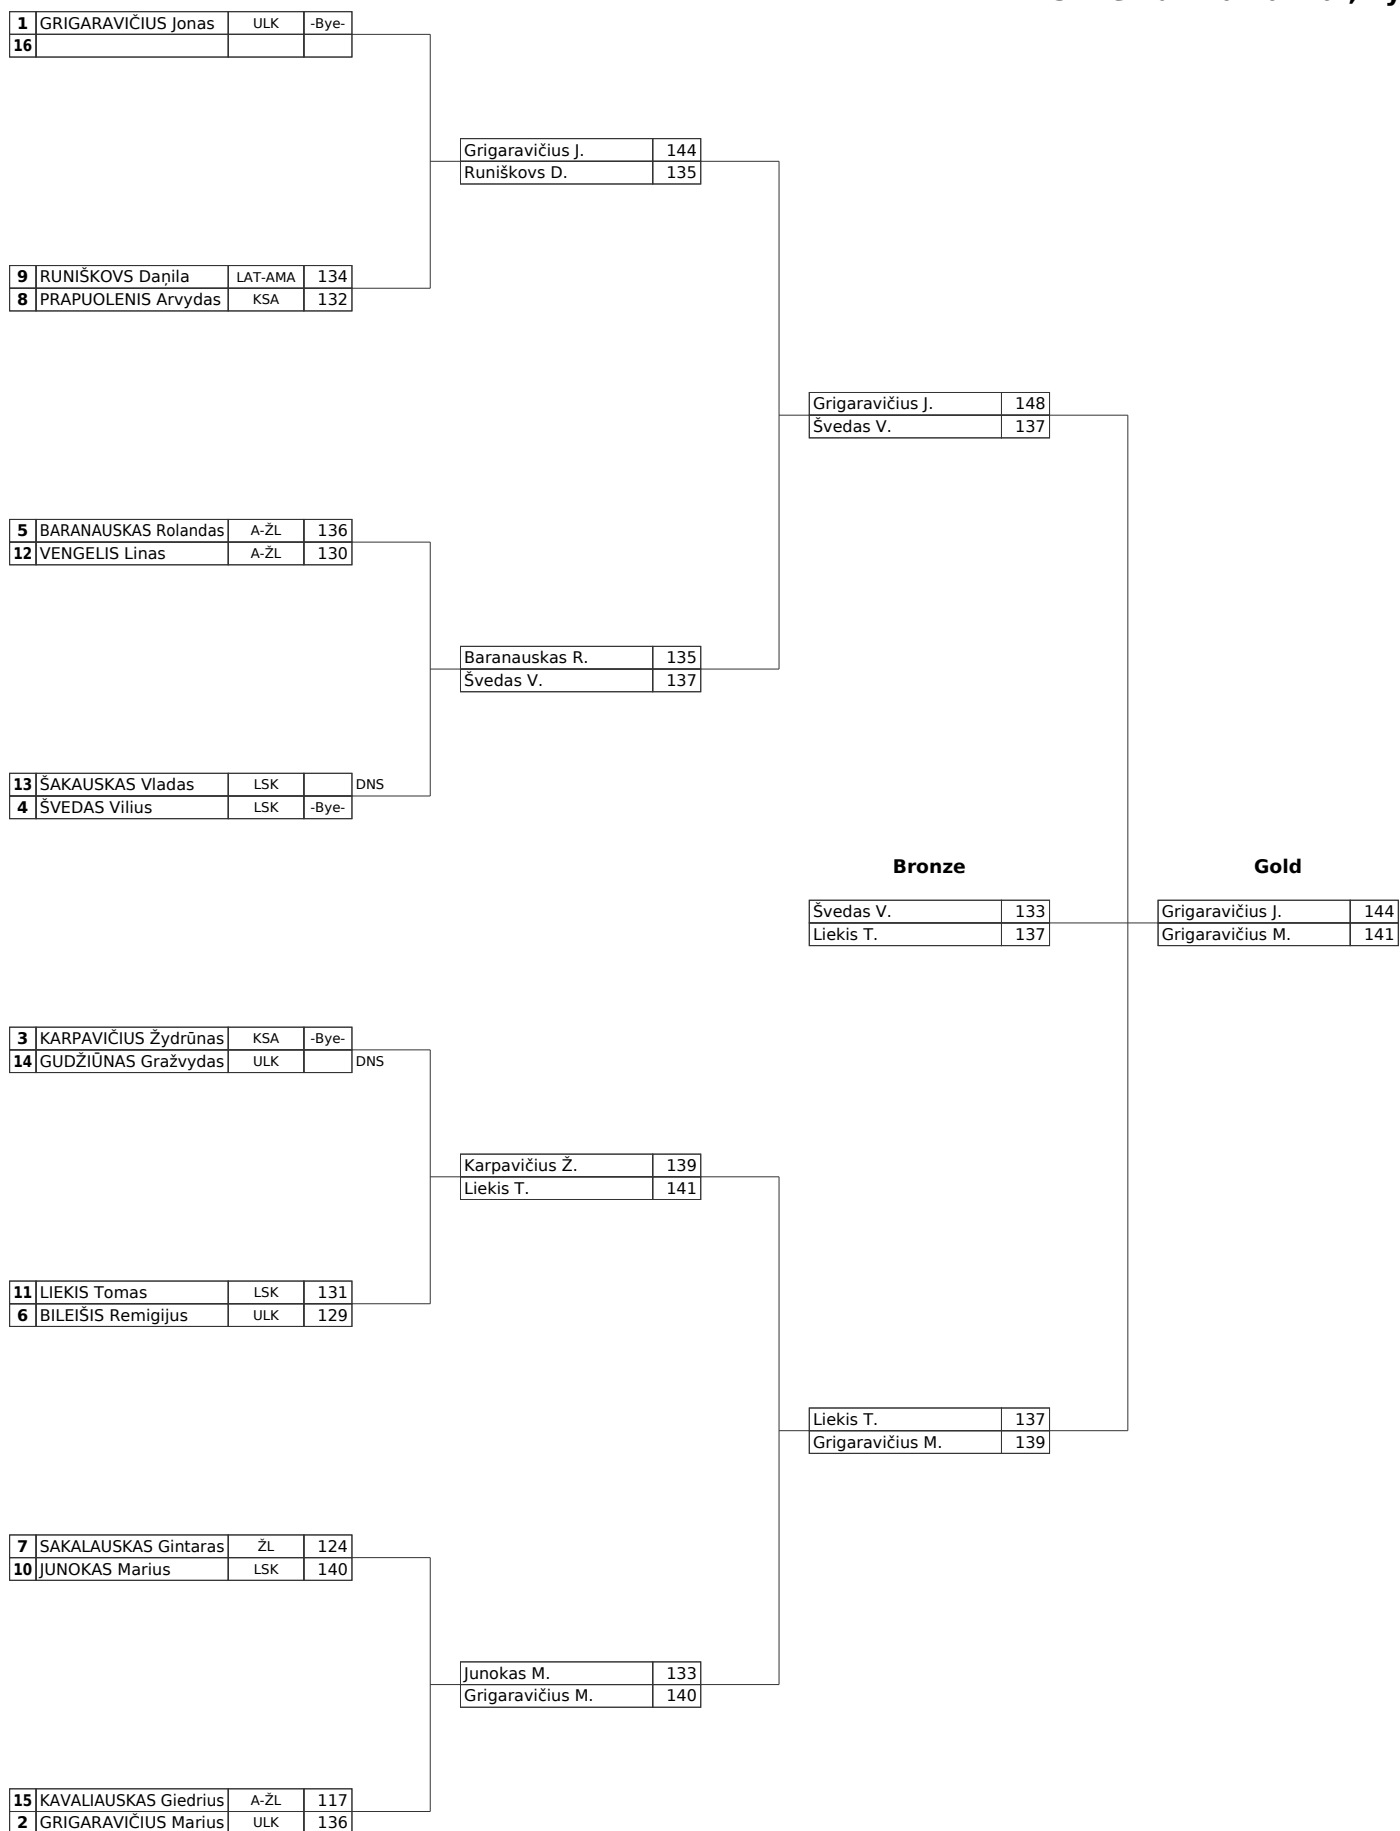 1 GRIGARAVIČIUS Jonas ULK -Bye-
16
Grigaravičius J. 144
Runiškovs D. 135
9 RUNIŠKOVS Daņila LAT-AMA 134
8 PRAPUOLENIS Arvydas KSA 132
Grigaravičius J. 148
Švedas V. 137
5 BARANAUSKAS Rolandas A-ŽL 136
12 VENGELIS Linas A-ŽL 130
Baranauskas R. 135
Švedas V. 137
13 ŠAKAUSKAS Vladas LSK DNS
4 ŠVEDAS Vilius LSK -Bye-
Bronze Gold
Švedas V. 133 Grigaravičius J. 144
Liekis T. 137 Grigaravičius M. 141
3 KARPAVIČIUS Žydrūnas KSA -Bye-
14 GUDŽIŪNAS Gražvydas ULK DNS
Karpavičius Ž. 139
Liekis T. 141
11 LIEKIS Tomas LSK 131
6 BILEIŠIS Remigijus ULK 129
Liekis T. 137
Grigaravičius M. 139
7 SAKALAUSKAS Gintaras ŽL 124
10 JUNOKAS Marius LSK 140
Junokas M. 133
Grigaravičius M. 140
15 KAVALIAUSKAS Giedrius A-ŽL 117
2 GRIGARAVIČIUS Marius ULK 136